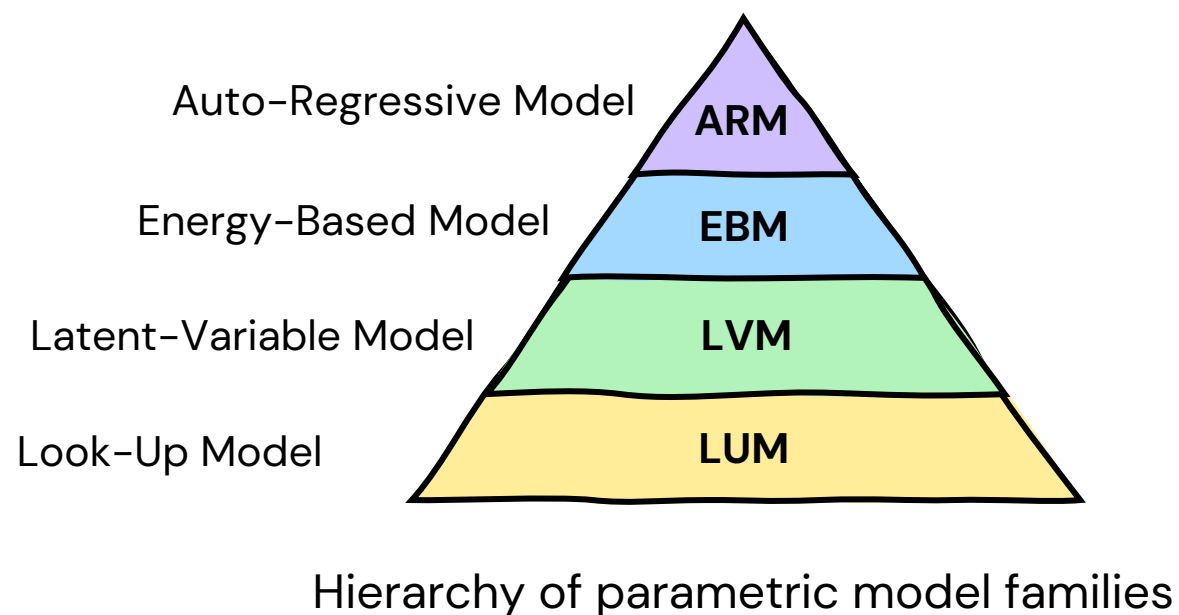 Auto-Regressive Model
ARM
Energy-Based Model
EBM
Latent-Variable Model
LVM
Look-Up Model
LUM
Hierarchy of parametric model families